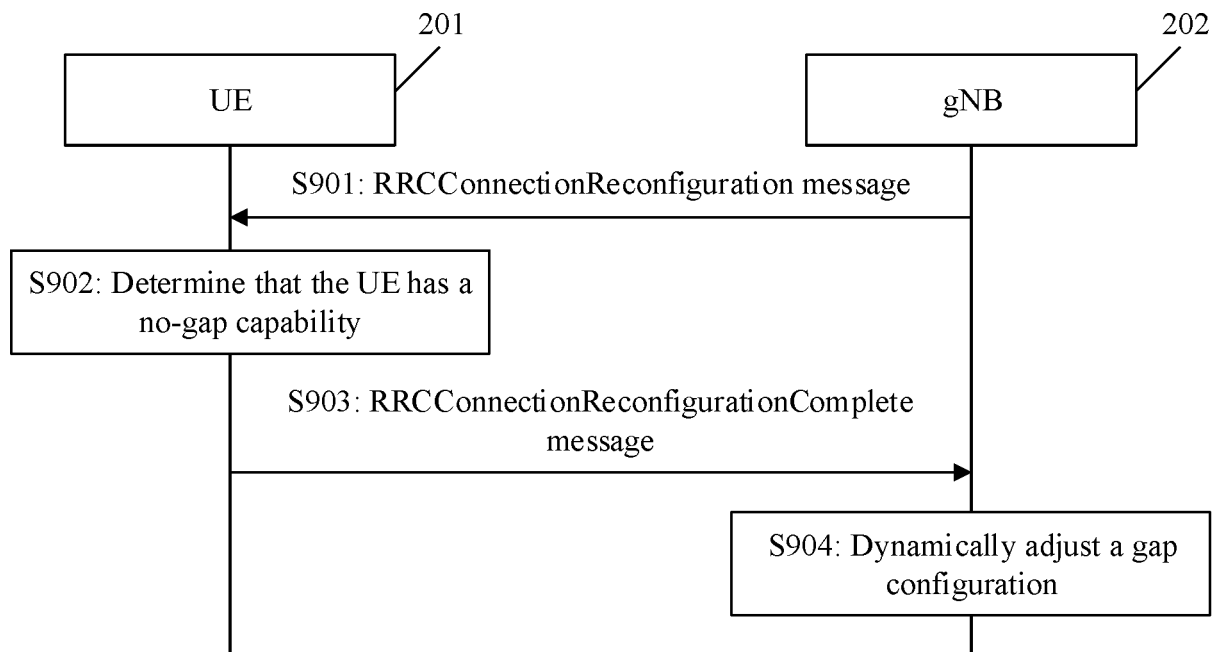 201
202
UE
gNB
S901: RRCConnectionReconfiguration message
S902: Determine that the UE has a
no-gap capability
S903: RRCConnectionReconfigurationComplete
message
S904: Dynamically adjust a gap
configuration